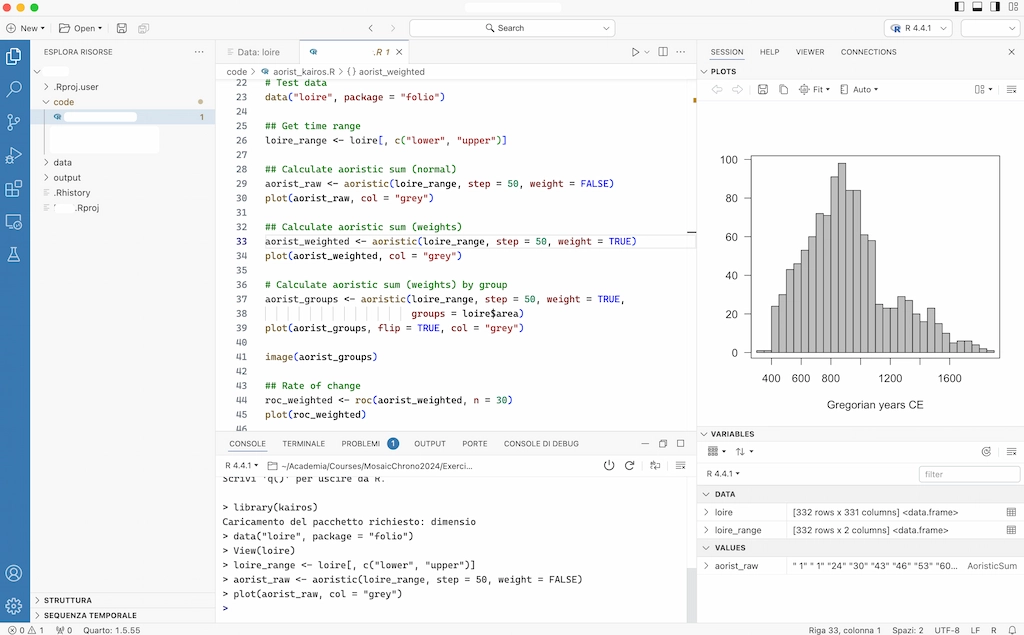 New
Open
Search
R 4.4.1
ESPLORA RISORSE
.Rproj.user
code
1
data
output
.Rhistory
.Rproj
STRUTTURA
SEQUENZA TEMPORALE
Data: loire
.R 1
code > aorist_kairos.R > {} aorist_weighted
22 # Test data
23 data("loire", package = "folio")
24
25 ## Get time range
26 loire_range <- loire[, c("lower", "upper")]
27
28 ## Calculate aoristic sum (normal)
29 aorist_raw <- aoristic(loire_range, step = 50, weight = FALSE)
30 plot(aorist_raw, col = "grey")
31
32 ## Calculate aoristic sum (weights)
33 aorist_weighted <- aoristic(loire_range, step = 50, weight = TRUE)
34 plot(aorist_weighted, col = "grey")
35
36 # Calculate aoristic sum (weights) by group
37 aorist_groups <- aoristic(loire_range, step = 50, weight = TRUE,
38 groups = loire$area)
39 plot(aorist_groups, flip = TRUE, col = "grey")
40
41 image(aorist_groups)
42
43 ## Rate of change
44 roc_weighted <- roc(aorist_weighted, n = 30)
45 plot(roc_weighted)
46
CONSOLE TERMINALE PROBLEMI 1 OUTPUT PORTE CONSOLE DI DEBUG
R 4.4.1 ~/Academia/Courses/MosaicChrono2024/Exerci...
Scrivi 'q()' per uscire da R.
> library(kairos)
Caricamento del pacchetto richiesto: dimensio
> data("loire", package = "folio")
> View(loire)
> loire_range <- loire[, c("lower", "upper")]
> aorist_raw <- aoristic(loire_range, step = 50, weight = FALSE)
> plot(aorist_raw, col = "grey")
>
SESSION HELP VIEWER CONNECTIONS
PLOTS
Fit Auto
100
80
60
40
20
0
400 600 800 1200 1600
Gregorian years CE
VARIABLES
R 4.4.1 filter
DATA
loire [332 rows x 331 columns] <data.frame>
loire_range [332 rows x 2 columns] <data.frame>
VALUES
aorist_raw " 1" " 1" "24" "30" "43" "46" "53" "60... AoristicSum
0 1 0 Quarto: 1.5.55 Riga 33, colonna 1 Spazi: 2 UTF-8 LF R